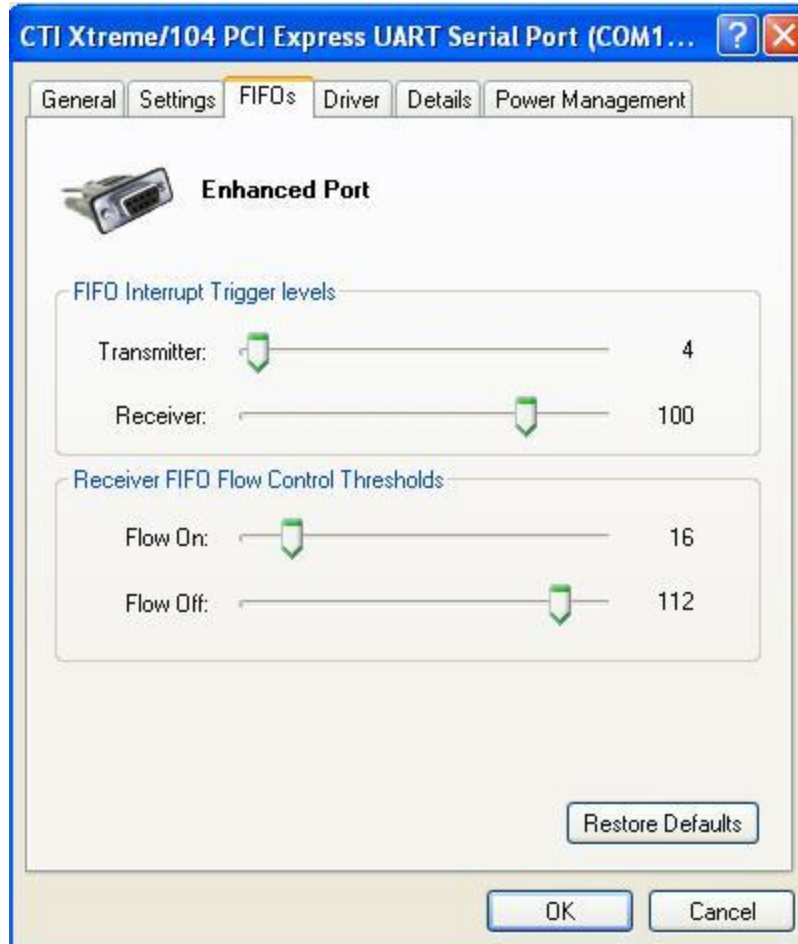 CTI Xtreme/104 PCI Express UART Serial Port (COM1... ?
General Settings FIFOs Driver Details Power Management
Enhanced Port
FIFO Interrupt Trigger levels
Transmitter: 4
Receiver: 100
Receiver FIFO Flow Control Thresholds
Flow On: 16
Flow Off: 112
Restore Defaults
OK Cancel